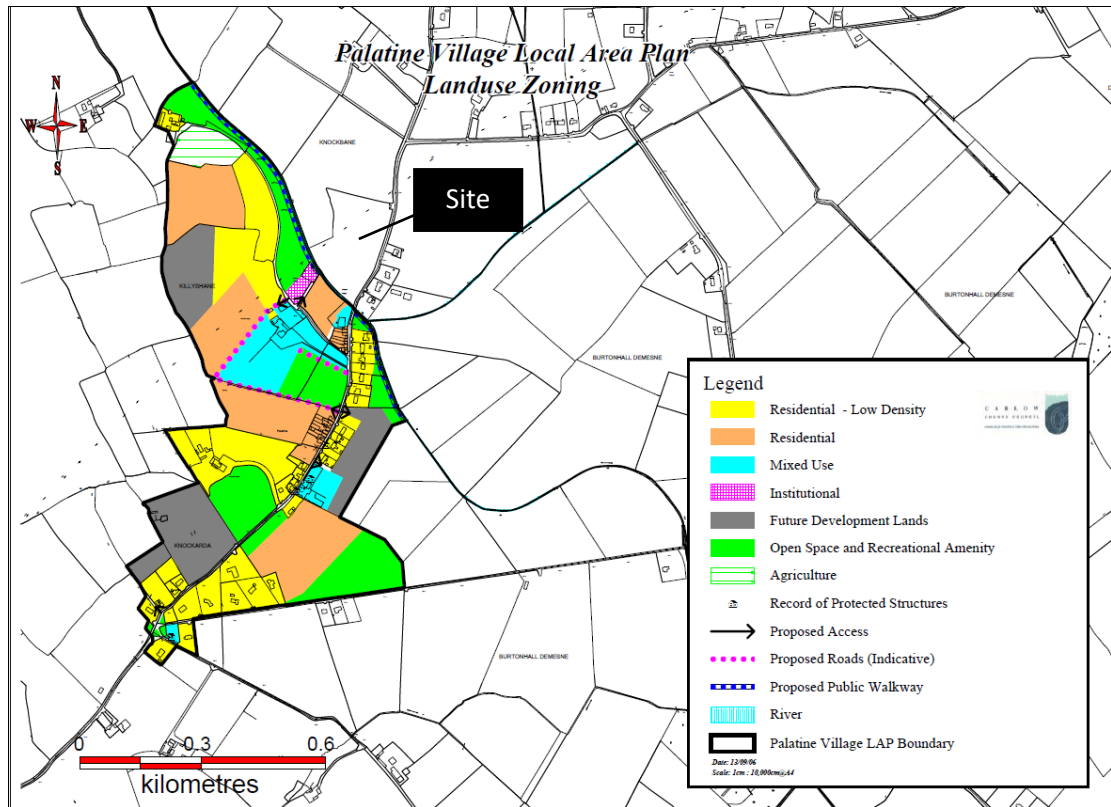 Palatine Village Local Area Plan
Landuse Zoning
N
W E
S
KNOCKBANE
Site
KILLYSHANE
BURTONHALL DEMESNE
BURTONHALL DEMESNE
KNOCKARDA
BURTONHALL DEMESNE
Legend
CARLOW
COUNTY COUNCIL
Residential - Low Density
Residential
Mixed Use
Institutional
Future Development Lands
Open Space and Recreational Amenity
Agriculture
Record of Protected Structures
Proposed Access
Proposed Roads (Indicative)
Proposed Public Walkway
River
Palatine Village LAP Boundary
Date: 13/09/06
Scale: 1cm : 10,000cm@A4
0 0.3 0.6
kilometres